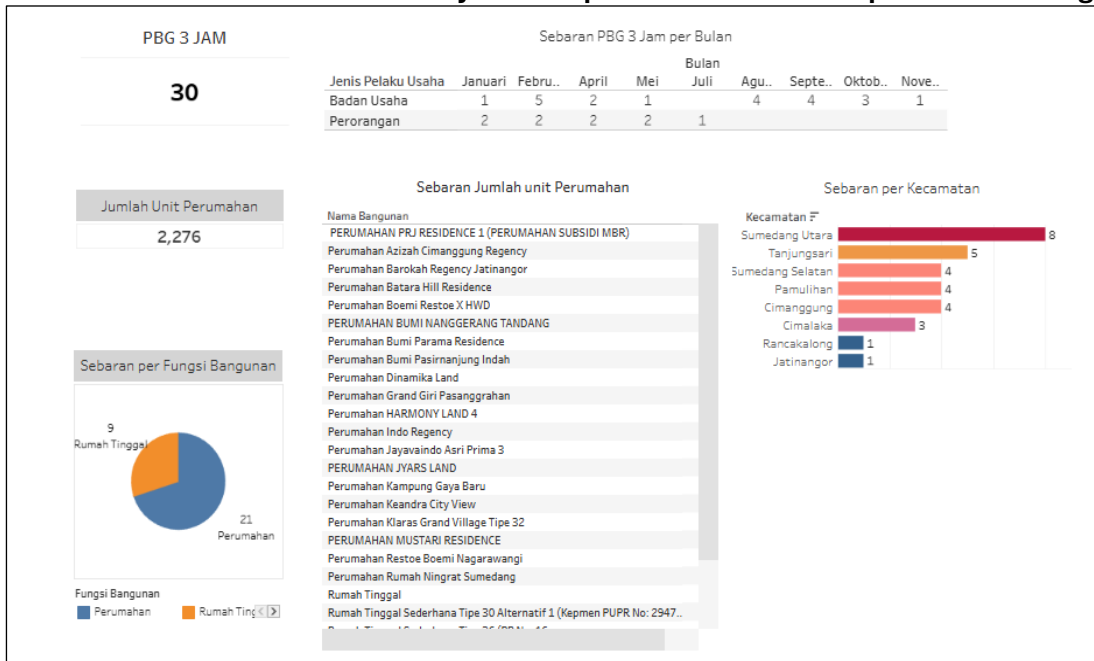 PBG 3 JAM
30
Sebaran PBG 3 Jam per Bulan
Bulan
Jenis Pelaku Usaha Januari Febru.. April Mei Juli Agu.. Septe.. Oktob.. Nove..
Badan Usaha 1 5 2 1 4 4 3 1
Perorangan 2 2 2 2 1
Jumlah Unit Perumahan
2,276
Sebaran per Fungsi Bangunan
9
Rumah Tinggal
21
Perumahan
Fungsi Bangunan
Perumahan Rumah Ting
Sebaran Jumlah unit Perumahan
Nama Bangunan
PERUMAHAN PRJ RESIDENCE 1 (PERUMAHAN SUBSIDI MBR)
Perumahan Azizah Cimanggung Regency
Perumahan Barokah Regency Jatinangor
Perumahan Batara Hill Residence
Perumahan Boemi Restoe X HWD
PERUMAHAN BUMI NANGGERANG TANDANG
Perumahan Bumi Parama Residence
Perumahan Bumi Pasirnanjung Indah
Perumahan Dinamika Land
Perumahan Grand Giri Pasanggrahan
Perumahan HARMONY LAND 4
Perumahan Indo Regency
Perumahan Jayavaindo Asri Prima 3
PERUMAHAN JYARS LAND
Perumahan Kampung Gaya Baru
Perumahan Keandra City View
Perumahan Klaras Grand Village Tipe 32
PERUMAHAN MUSTARI RESIDENCE
Perumahan Restoe Boemi Nagarawangi
Perumahan Rumah Ningrat Sumedang
Rumah Tinggal
Rumah Tinggal Sederhana Tipe 30 Alternatif 1 (Kepmen PUPR No: 2947..
Sebaran per Kecamatan
Kecamatan
Sumedang Utara 8
Tanjungsari 5
Sumedang Selatan 4
Pamulihan 4
Cimanggung 4
Cimalaka 3
Rancakalong 1
Jatinangor 1